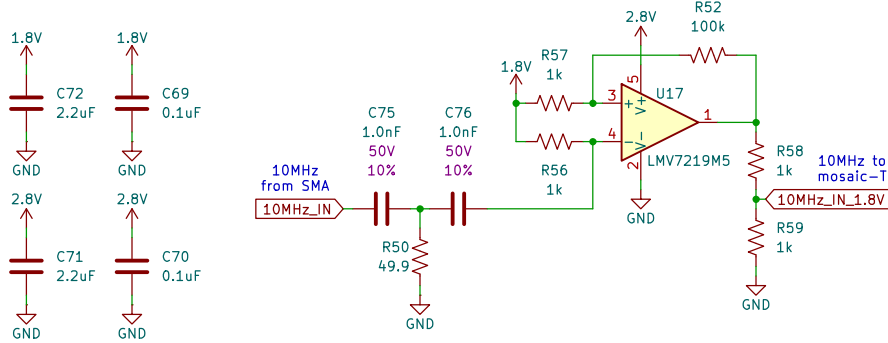 1.8V
C72
2.2uF
GND
1.8V
C69
0.1uF
GND
2.8V
C71
2.2uF
GND
2.8V
C70
0.1uF
GND
10MHz
from SMA
10MHz_IN
C75
1.0nF
50V
10%
C76
1.0nF
50V
10%
R50
49.9
GND
1.8V
R57
1k
R56
1k
2.8V
R52
100k
U17
LMV7219M5
3
+
4
-
5
V+
V-
2
1
GND
R58
1k
10MHz to
mosaic-T
10MHz_IN_1.8V
R59
1k
GND